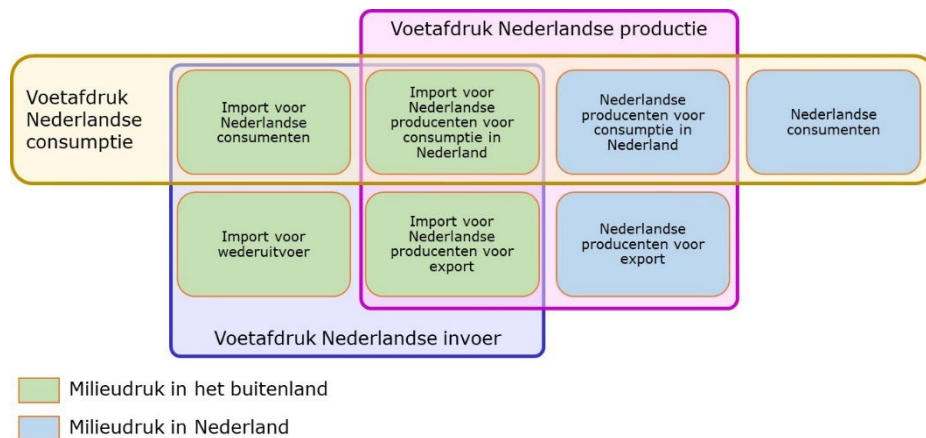 Voetafdruk Nederlandse productie
Voetafdruk
Nederlandse
consumptie
Import voor
Nederlandse
consumenten
Import voor
Nederlandse
producenten voor
consumptie in
Nederland
Nederlandse
producenten voor
consumptie in
Nederland
Nederlandse
consumenten
Import voor
wederuitvoer
Import voor
Nederlandse
producenten voor
export
Nederlandse
producenten voor
export
Voetafdruk Nederlandse invoer
Milieudruk in het buitenland
Milieudruk in Nederland